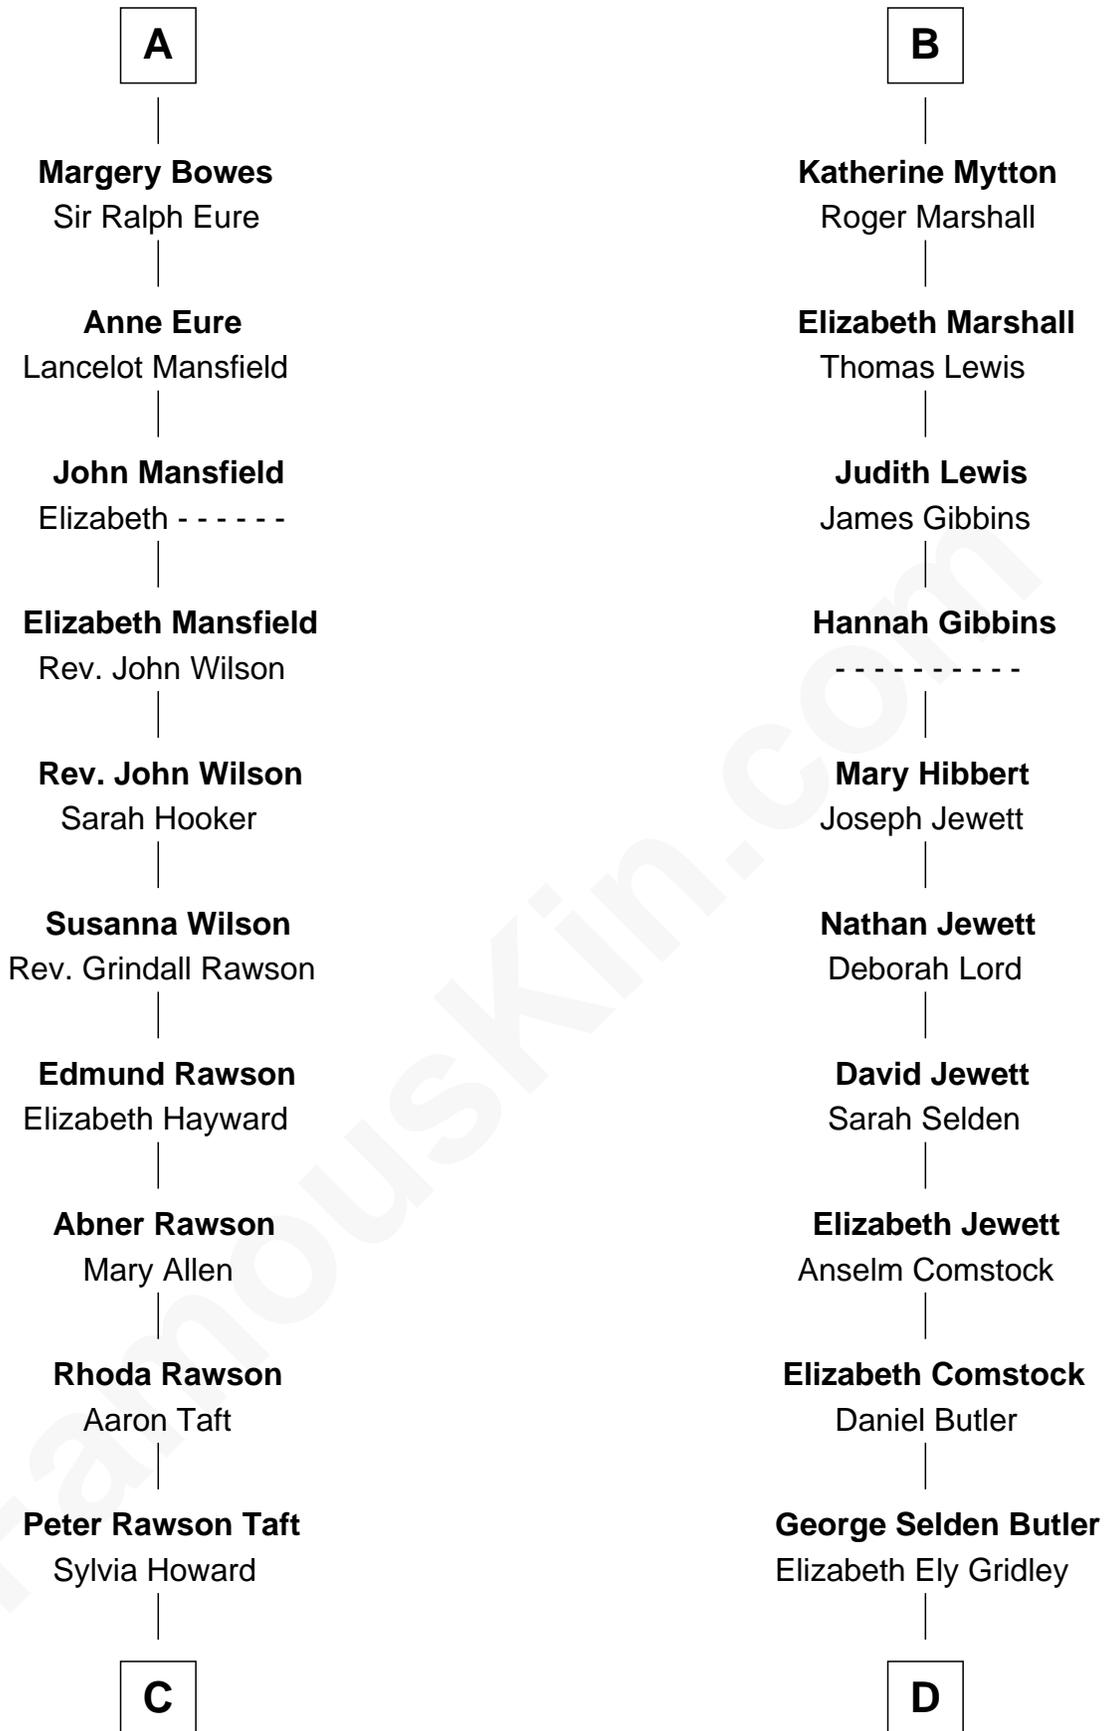 A
Margery Bowes
Sir Ralph Eure
Anne Eure
Lancelot Mansfield
John Mansfield
Elizabeth - - - - - -
Elizabeth Mansfield
Rev. John Wilson
Rev. John Wilson
Sarah Hooker
Susanna Wilson
Rev. Grindall Rawson
Edmund Rawson
Elizabeth Hayward
Abner Rawson
Mary Allen
Rhoda Rawson
Aaron Taft
Peter Rawson Taft
Sylvia Howard
C
B
Katherine Mytton
Roger Marshall
Elizabeth Marshall
Thomas Lewis
Judith Lewis
James Gibbins
Hannah Gibbins
- - - - - - - - - -
Mary Hibbert
Joseph Jewett
Nathan Jewett
Deborah Lord
David Jewett
Sarah Selden
Elizabeth Jewett
Anselm Comstock
Elizabeth Comstock
Daniel Butler
George Selden Butler
Elizabeth Ely Gridley
D
FamousKin.com